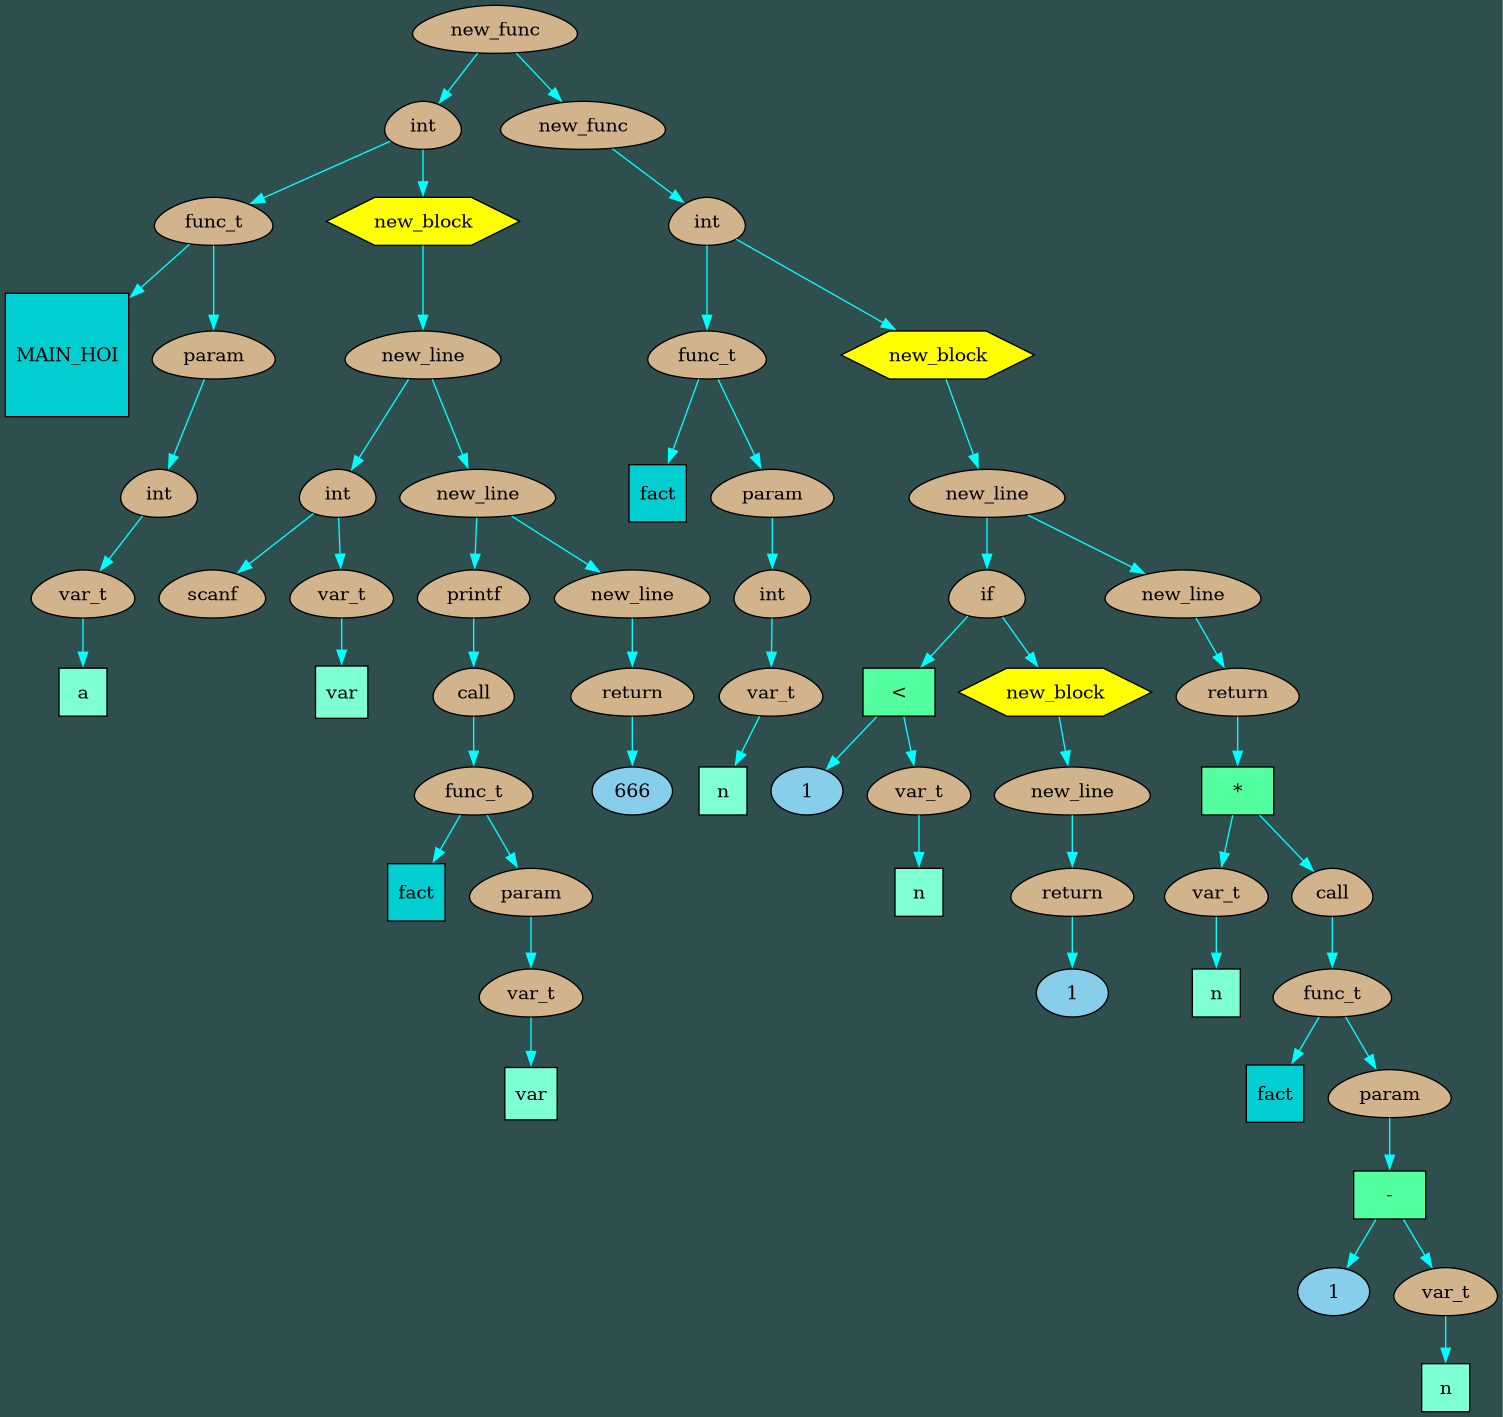 new_func
int
new_func
func_t
new_block
int
MAIN_HOI
param
new_line
func_t
new_block
int
int
new_line
fact
param
new_line
var_t
scanf
var_t
printf
new_line
int
if
new_line
a
var
call
return
var_t
<
new_block
return
func_t
666
n
1
var_t
new_line
*
fact
param
n
return
var_t
call
var_t
1
n
func_t
var
fact
param
-
1
var_t
n